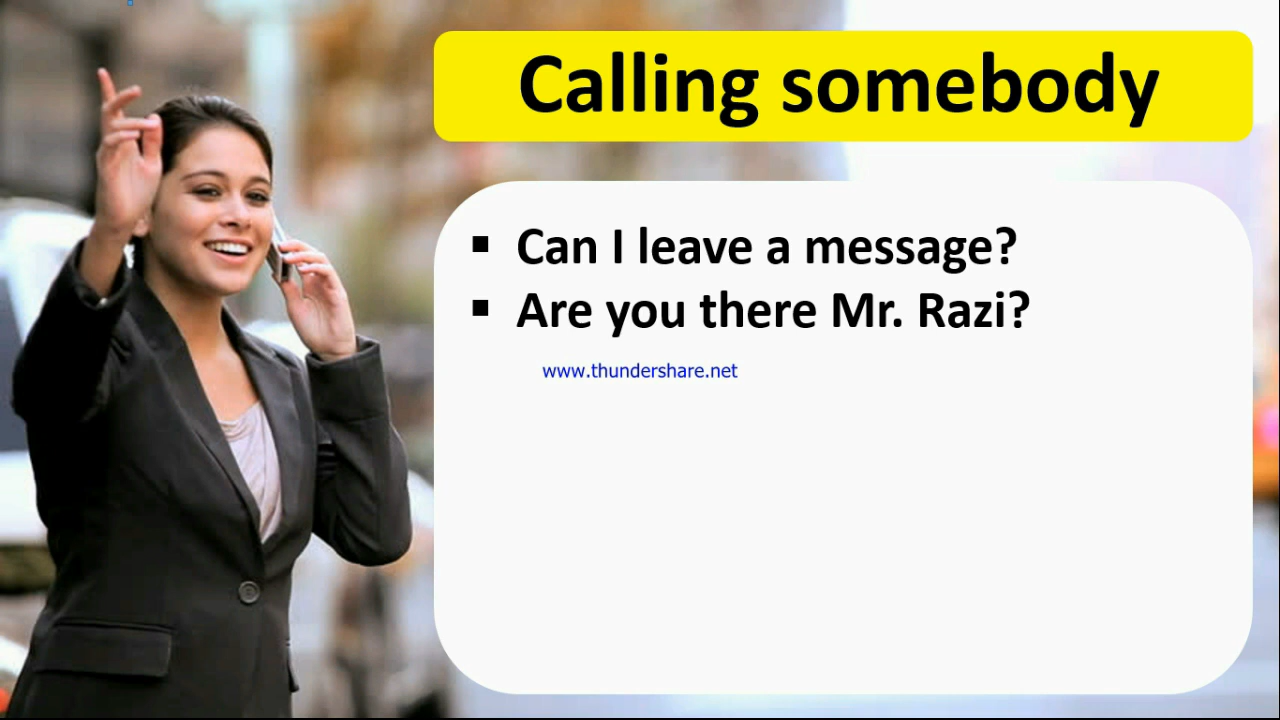 Calling somebody
▪ Can I leave a message?
▪ Are you there Mr. Razi?
www.thundershare.net